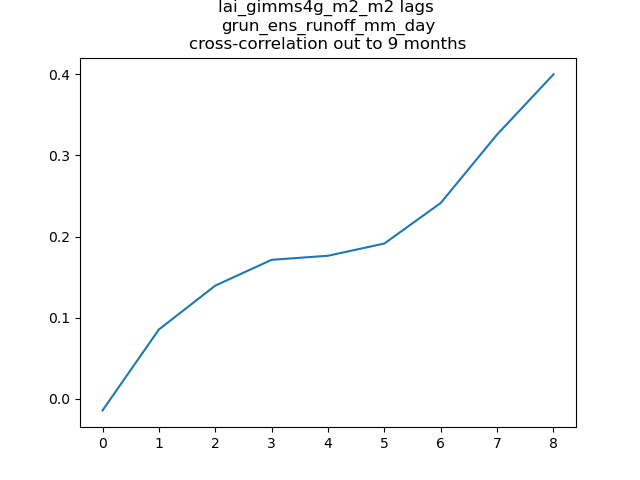 lai_gimms4g_m2_m2 lags
grun_ens_runoff_mm_day
cross-correlation out to 9 months
0.4
0.3
0.2
0.1
0.0
0 1 2 3 4 5 6 7 8